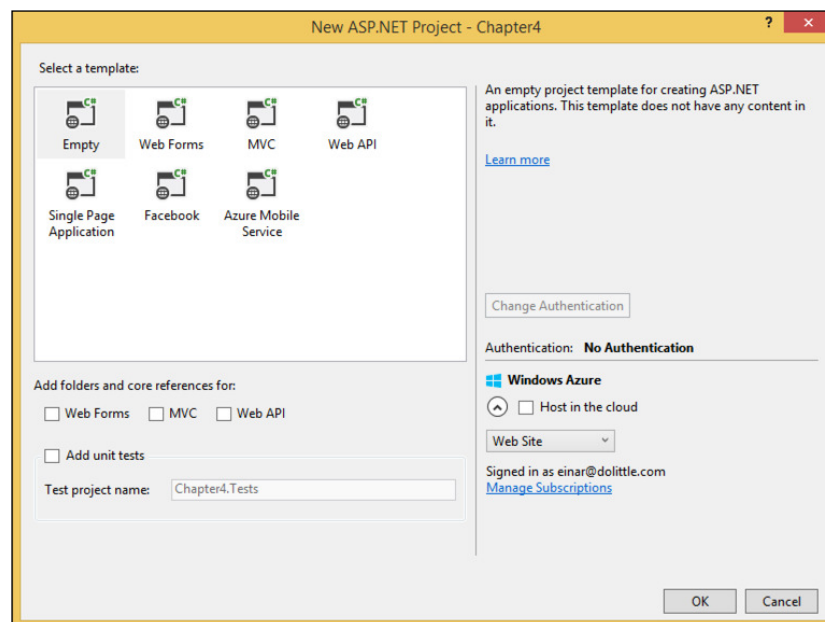 New ASP.NET Project - Chapter4
?
Select a template:
C# C# C# C#
Empty Web Forms MVC Web API
C# C# C#
Single Page Application Facebook Azure Mobile Service
An empty project template for creating ASP.NET
applications. This template does not have any content in
it.
Learn more
Change Authentication
Authentication: No Authentication
Windows Azure
Host in the cloud
Web Site
Signed in as einar@dolittle.com
Manage Subscriptions
Add folders and core references for:
Web Forms MVC Web API
Add unit tests
Test project name: Chapter4.Tests
OK Cancel